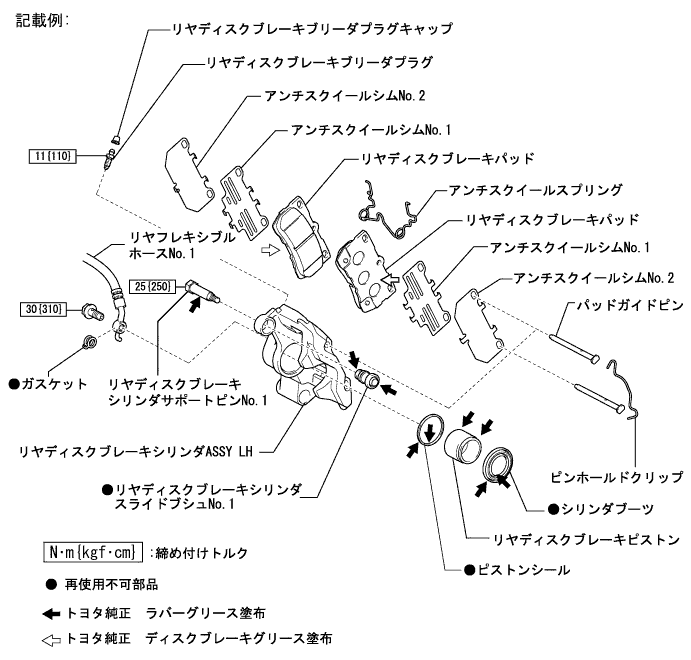 記載例:
リヤディスクブレーキブリーダプラグキャップ
リヤディスクブレーキブリーダプラグ
アンチスクイールシムNo.2
アンチスクイールシムNo.1
11{110}
リヤディスクブレーキパッド
アンチスクイールスプリング
リヤディスクブレーキパッド
リヤフレキシブル
ホースNo.1
アンチスクイールシムNo.1
アンチスクイールシムNo.2
25{250}
30{310}
パッドガイドピン
●ガスケット
リヤディスクブレーキ
シリンダサポートピンNo.1
リヤディスクブレーキシリンダASSY LH
ピンホールドクリップ
●リヤディスクブレーキシリンダ
スライドブシュNo.1
●シリンダブーツ
リヤディスクブレーキピストン
●ピストンシール
N・m{kgf・cm} :締め付けトルク
● 再使用不可部品
トヨタ純正 ラバーグリース塗布
トヨタ純正 ディスクブレーキグリース塗布